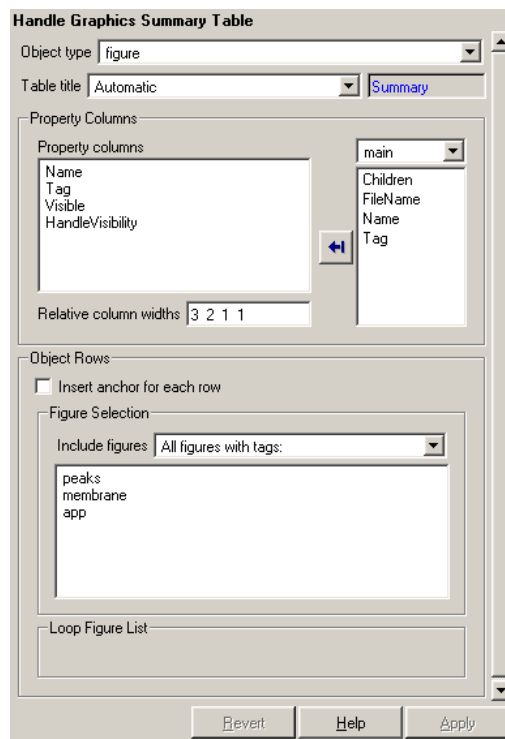 Handle Graphics Summary Table
Object type figure
Table title Automatic Summary
Property Columns
Property columns
main
Name
Tag
Visible
HandleVisibility
Children
FileName
Name
Tag
Relative column widths 3 2 1 1
Object Rows
Insert anchor for each row
Figure Selection
Include figures All figures with tags:
peaks
membrane
app
Loop Figure List
Revert Help Apply